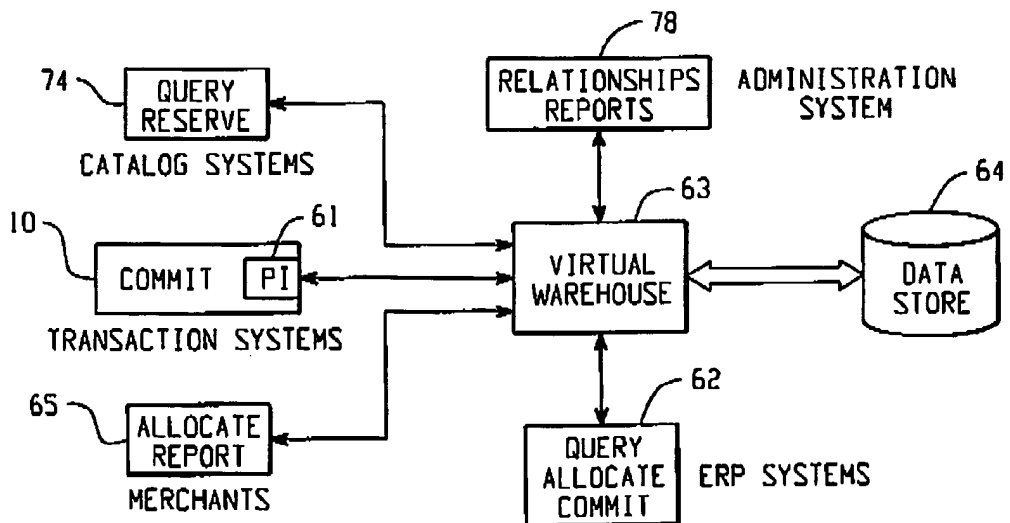 78
74
QUERY
RESERVE
CATALOG SYSTEMS
RELATIONSHIPS
REPORTS
ADMINISTRATION
SYSTEM
10
61
COMMIT PI
TRANSACTION SYSTEMS
63
VIRTUAL
WAREHOUSE
64
DATA
STORE
65
ALLOCATE
REPORT
MERCHANTS
62
QUERY
ALLOCATE
COMMIT
ERP SYSTEMS